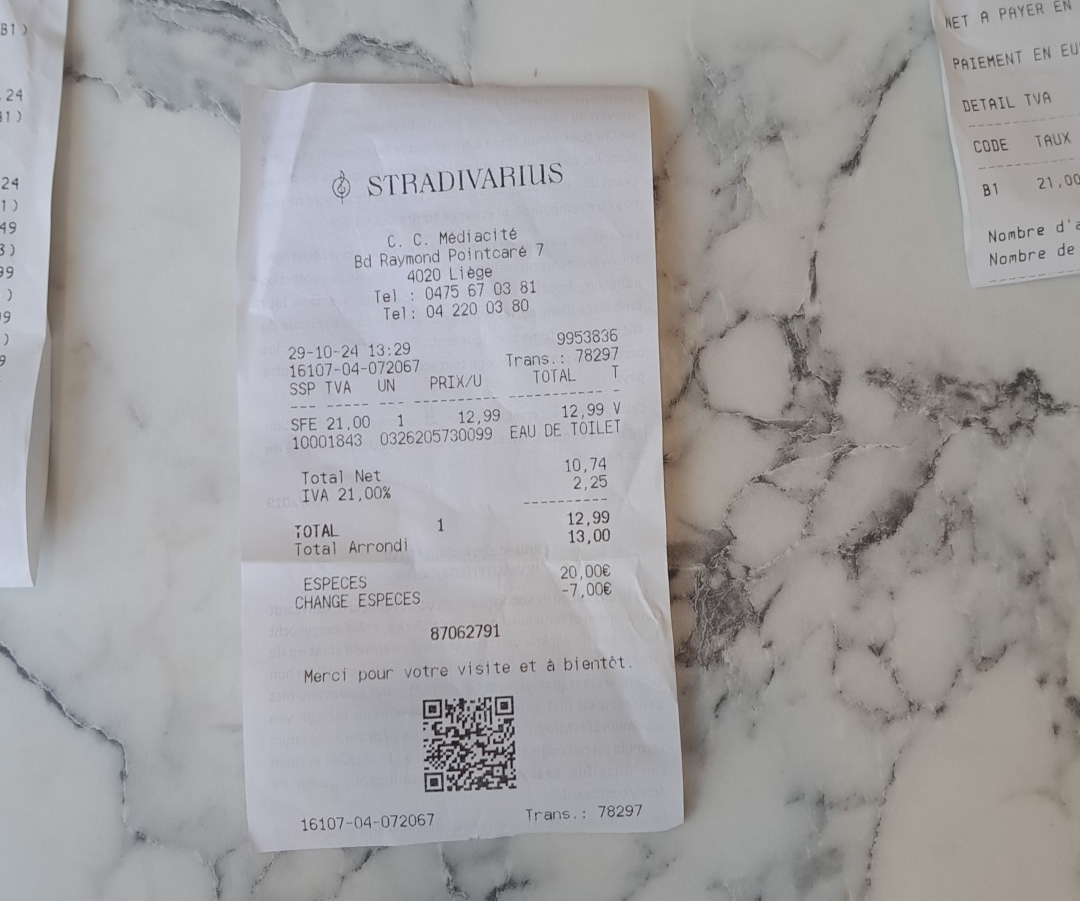 B1)
.24
B1)
24
1)
49
3)
99
)
9
)
9
STRADIVARIUS
C. C. Médiacité
Bd Raymond Pointcaré 7
4020 Liège
Tel : 0475 67 03 81
Tel: 04 220 03 80
29-10-24 13:29 9953836
16107-04-072067 Trans.: 78297
SSP TVA UN PRIX/U TOTAL T
--- --- --- ---------- ----------- -
SFE 21,00 1 12,99 12,99 V
10001843 0326205730099 EAU DE TOILET
Total Net 10,74
IVA 21,00% 2,25
----------
TOTAL 1 12,99
Total Arrondi 13,00
ESPECES 20,00€
CHANGE ESPECES -7,00€
87062791
Merci pour votre visite et à bientôt.
16107-04-072067 Trans.: 78297
NET A PAYER EN
PAIEMENT EN EU
DETAIL TVA
CODE TAUX
B1 21,00
Nombre d'a
Nombre de